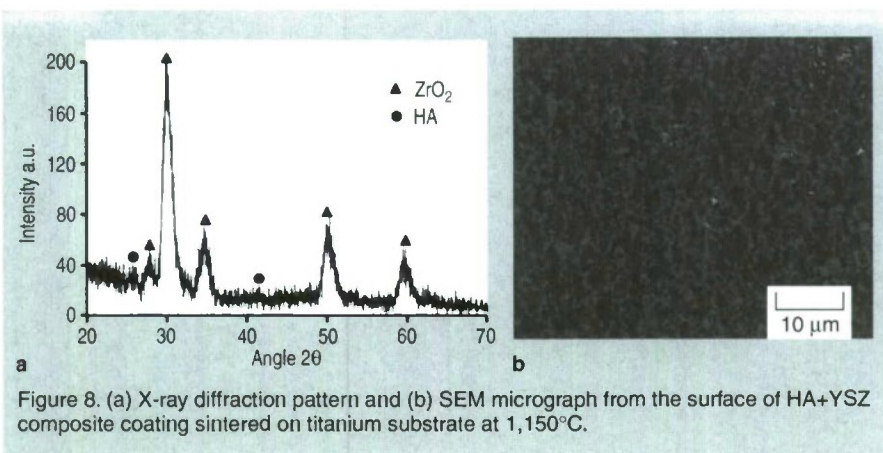 200
160
120
80
40
0
Intensity a.u.
▲ ZrO₂
● HA
20 30 40 50 60 70
Angle 2θ
a
10 µm
b
Figure 8. (a) X-ray diffraction pattern and (b) SEM micrograph from the surface of HA+YSZ
composite coating sintered on titanium substrate at 1,150°C.